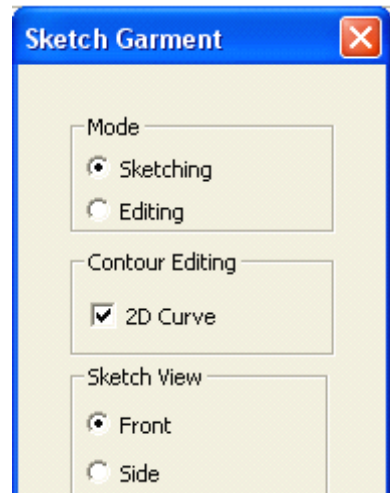 Sketch Garment
Mode
Sketching
Editing
Contour Editing
2D Curve
Sketch View
Front
Side